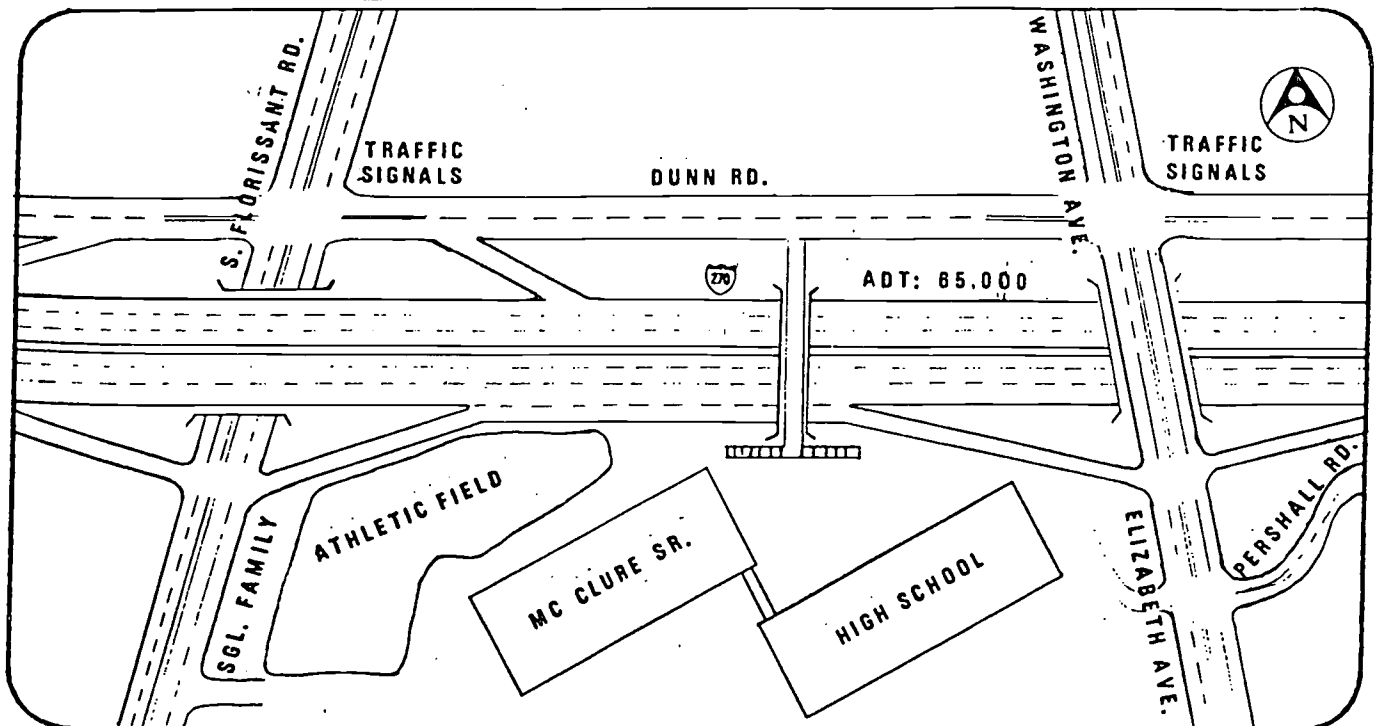 S. FLORISSANT RD.
TRAFFIC
SIGNALS
DUNN RD.
WASHINGTON AVE.
TRAFFIC
SIGNALS
N
270
ADT: 65,000
ATHLETIC FIELD
SGL. FAMILY
MC CLURE SR.
HIGH SCHOOL
ELIZABETH AVE.
PERSHALL RD.